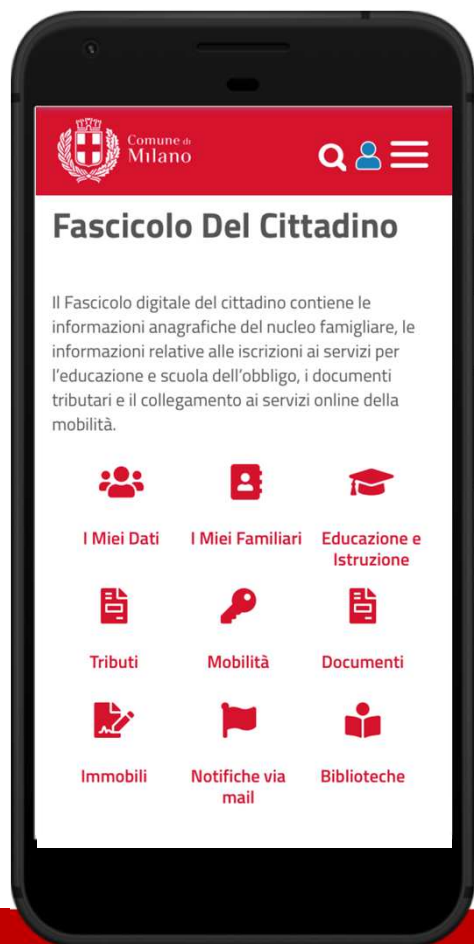 Comune di
Milano
Fascicolo Del Cittadino
Il Fascicolo digitale del cittadino contiene le
informazioni anagrafiche del nucleo famigliare, le
informazioni relative alle iscrizioni ai servizi per
l'educazione e scuola dell'obbligo, i documenti
tributari e il collegamento ai servizi online della
mobilità.
I Miei Dati
I Miei Familiari
Educazione e
Istruzione
Tributi
Mobilità
Documenti
Immobili
Notifiche via
mail
Biblioteche